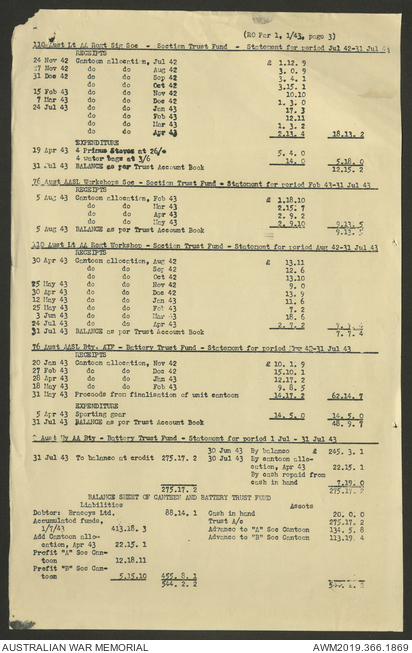 (RO Par 1, 1/43, page 3)
110 Aust Lt AA Regt Sig Sec - Section Trust Fund - Statement for period Jul 42-31 Jul 43
RECEIPTS
24 Nov 42 Canteen allocation, Jul 42 £ 1.12. 9
27 Nov 42 do do Aug 42 3. 0. 9
31 Dec 42 do do Sep 42 3. 4. 1
do do Oct 42 3.15. 1
15 Feb 43 do do Nov 42 10.10
7 Mar 43 do do Dec 42 1. 3. 0
24 Jul 43 do do Jan 43 17. 3
do do Feb 43 12.11
do do Mar 43 1. 3. 2
do do Apr 43 2.13. 4 18.13. 2
EXPENDITURE
19 Apr 43 4 Primus Stoves at 26/- 5. 4. 0
4 water bags at 3/6 14. 0 5.18. 0
31 Jul 43 BALANCE as per Trust Account Book 12.15. 2
76 Aust AASL Workshops Sec - Section Trust Fund - Statement for period Feb 43-31 Jul 43
RECEIPTS
5 Aug 43 Canteen allocation, Feb 43 £ 1.18.10
do do Mar 43 2.15. 7
do do Apr 43 2. 9. 2
do do May 43 2. 9.10 9.13. 5
5 Aug 43 BALANCE as per Trust Account Book 9.13. 5
110 Aust Lt AA Regt Workshop - Section Trust Fund - Statement for period Aug 42-31 Jul 43
RECEIPTS
30 Apr 43 Canteen allocation, Aug 42 £ 13.11
do do Sep 42 12. 6
do do Oct 42 13.10
25 May 43 do do Nov 42 9. 0
30 Apr 43 do do Dec 42 13. 9
12 May 43 do do Jan 43 11. 6
25 May 43 do do Feb 43 7. 2
3 Jun 43 do do Mar 43 18. 6
24 Jul 43 do do Apr 43 2. 7. 2
31 Jul 43 BALANCE as per Trust Account Book 7. 7. 4
76 Aust AASL Bty. AIF - Battery Trust Fund - Statement for period Nov 42-31 Jul 43
RECEIPTS
20 Jan 43 Canteen allocation, Nov 42 £ 10. 1. 9
27 Feb 43 do do Dec 42 15.10. 1
28 Apr 43 do do Jan 43 12.17. 2
18 May 43 do do Feb 43 9. 8. 5
31 May 43 Proceeds from finalisation of unit canteen 14.17. 2 62.14. 7
EXPENDITURE
5 Apr 43 Sporting gear 14. 5. 0 14. 5. 0
31 Jul 43 BALANCE as per Trust Account Book 48. 9. 7
Aust Hy AA Bty - Battery Trust Fund - Statement for period 1 Jul - 31 Jul 43
30 Jun 43 By balance £ 245. 3. 1
31 Jul 43 To balance at credit 275.17. 2 30 Jul 43 By canteen allo-
cation, Apr 43 22.15. 1
By cash repaid from
cash in hand 7.19. 0
275.17. 2 275.17. 2
BALANCE SHEET OF CANTEEN AND BATTERY TRUST FUND
Liabilities Assets
Debtor: Braceys Ltd. 88.14. 1 Cash in hand 20. 0. 0
Accumulated funds, Trust A/c 275.17. 2
1/7/43 413.18. 3 Advance to "A" Sec Canteen 134. 5. 8
Add Canteen allo- Advance to "B" Sec Canteen 113.19. 4
cation, Apr 43 22.15. 1
Profit "A" Sec Can-
teen 12.18.11
Profit "B" Sec Can-
teen 5.15.10 455. 8. 1
544. 2. 2
AUSTRALIAN WAR MEMORIAL AWM2019.366.1869